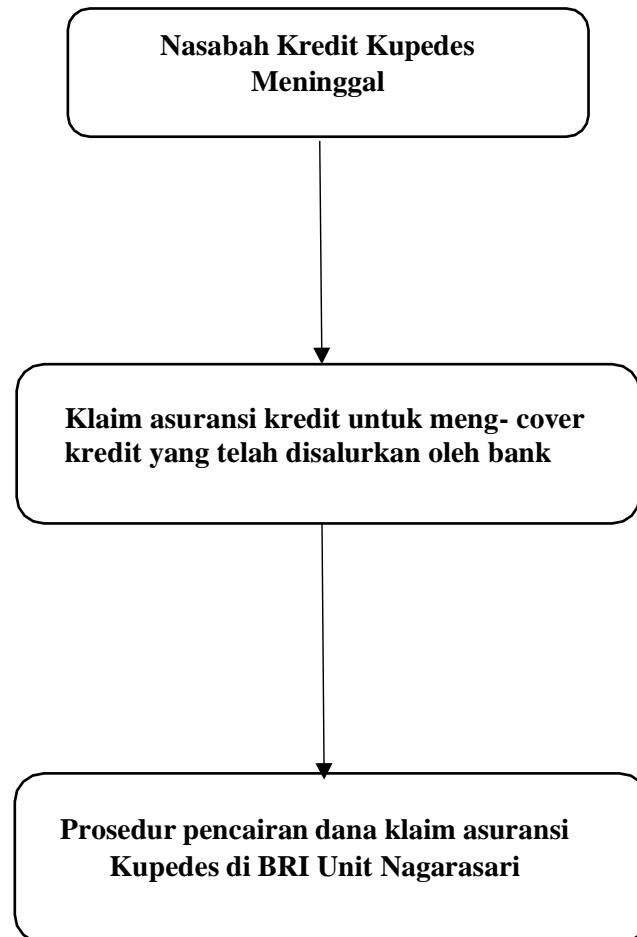 Nasabah Kredit Kupedes
Meninggal
Klaim asuransi kredit untuk meng- cover
kredit yang telah disalurkan oleh bank
Prosedur pencairan dana klaim asuransi
Kupedes di BRI Unit Nagarasari